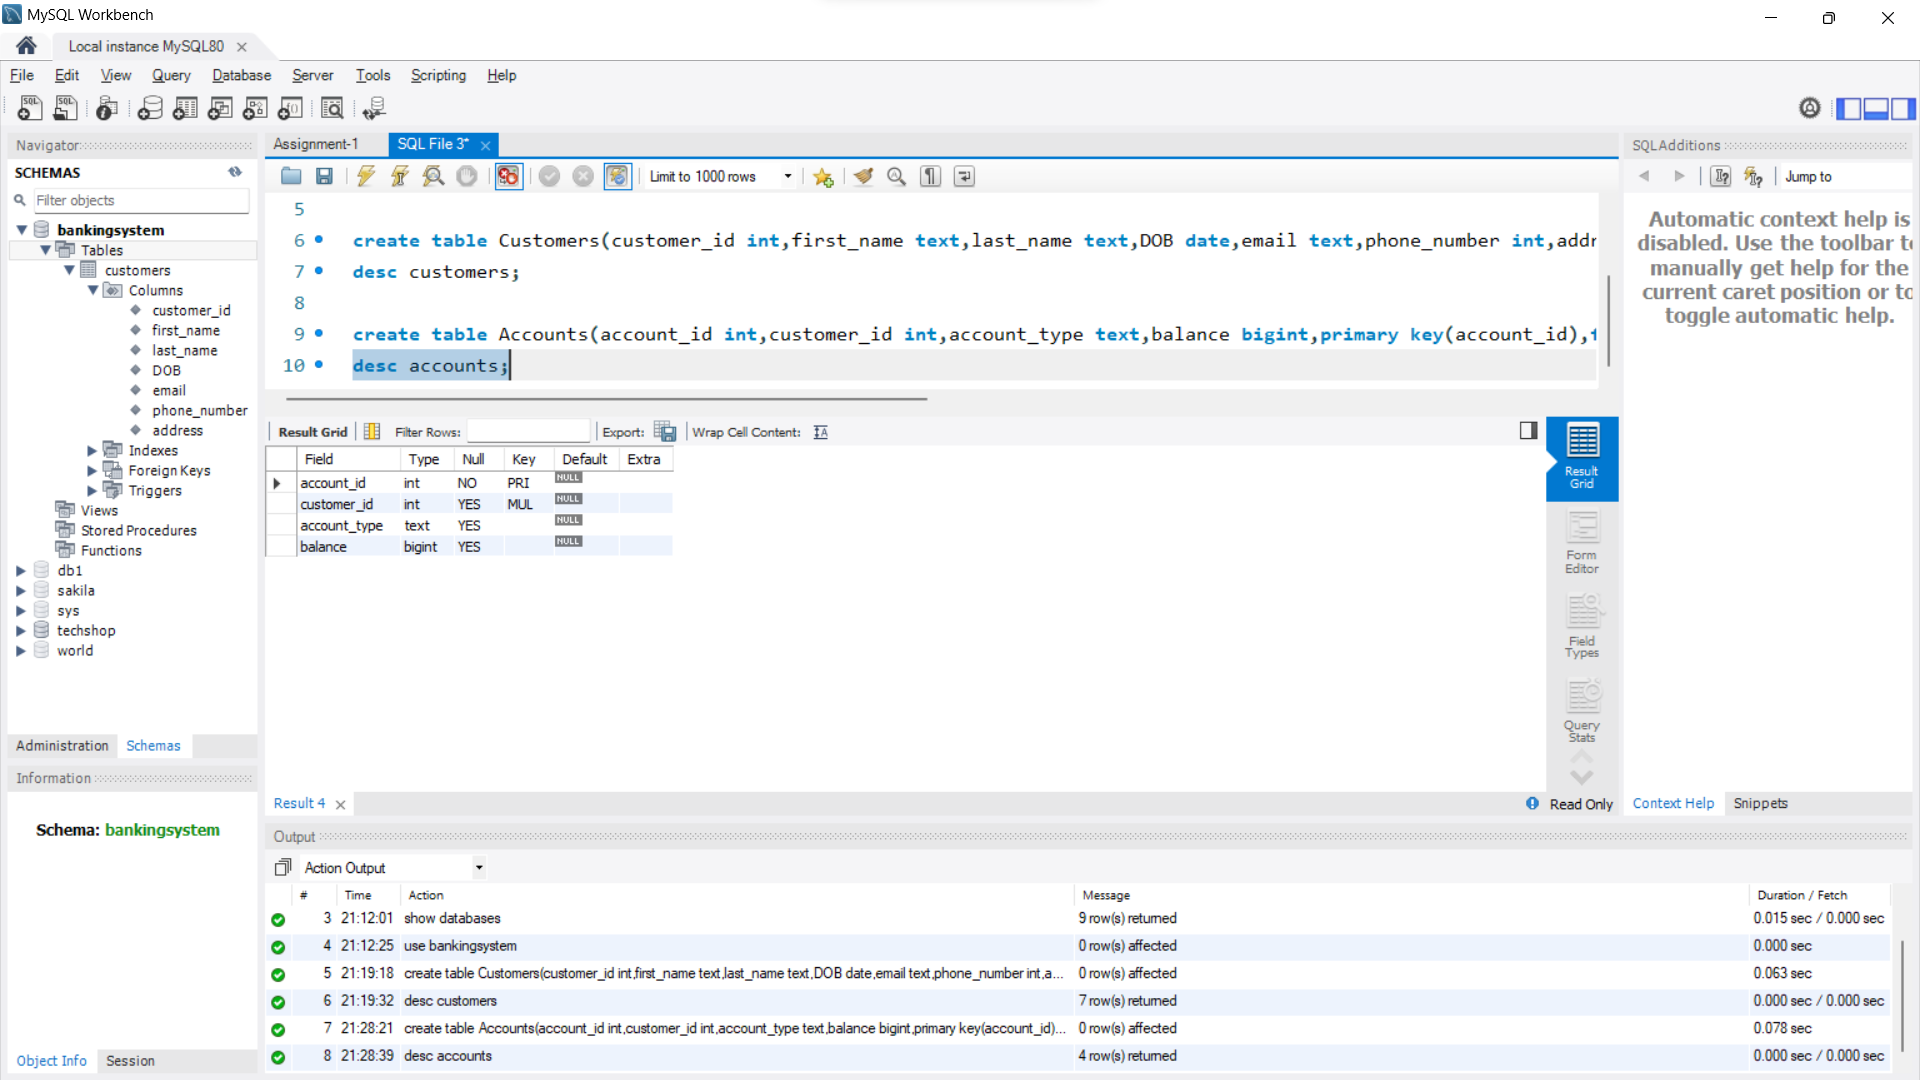 MySQL Workbench
Local instance MySQL80
File Edit View Query Database Server Tools Scripting Help
Navigator
SCHEMAS
Filter objects
bankingsystem
Tables
customers
Columns
customer_id
first_name
last_name
DOB
email
phone_number
address
Indexes
Foreign Keys
Triggers
Views
Stored Procedures
Functions
db1
sakila
sys
techshop
world
Administration Schemas
Information
Schema: bankingsystem
Object Info Session
Assignment-1 SQL File 3*
Limit to 1000 rows
5
6 create table Customers(customer_id int,first_name text,last_name text,DOB date,email text,phone_number int,addr
7 desc customers;
8
9 create table Accounts(account_id int,customer_id int,account_type text,balance bigint,primary key(account_id),f
10 desc accounts;
Result Grid Filter Rows: Export: Wrap Cell Content:
Field Type Null Key Default Extra
account_id int NO PRI NULL
customer_id int YES MUL NULL
account_type text YES NULL
balance bigint YES NULL
Result Grid
Form Editor
Field Types
Query Stats
Result 4 Read Only
SQLAdditions
Jump to
Automatic context help is
disabled. Use the toolbar to
manually get help for the
current caret position or to
toggle automatic help.
Context Help Snippets
Output
Action Output
# Time Action Message Duration / Fetch
3 21:12:01 show databases 9 row(s) returned 0.015 sec / 0.000 sec
4 21:12:25 use bankingsystem 0 row(s) affected 0.000 sec
5 21:19:18 create table Customers(customer_id int,first_name text,last_name text,DOB date,email text,phone_number int,a... 0 row(s) affected 0.063 sec
6 21:19:32 desc customers 7 row(s) returned 0.000 sec / 0.000 sec
7 21:28:21 create table Accounts(account_id int,customer_id int,account_type text,balance bigint,primary key(account_id)... 0 row(s) affected 0.078 sec
8 21:28:39 desc accounts 4 row(s) returned 0.000 sec / 0.000 sec